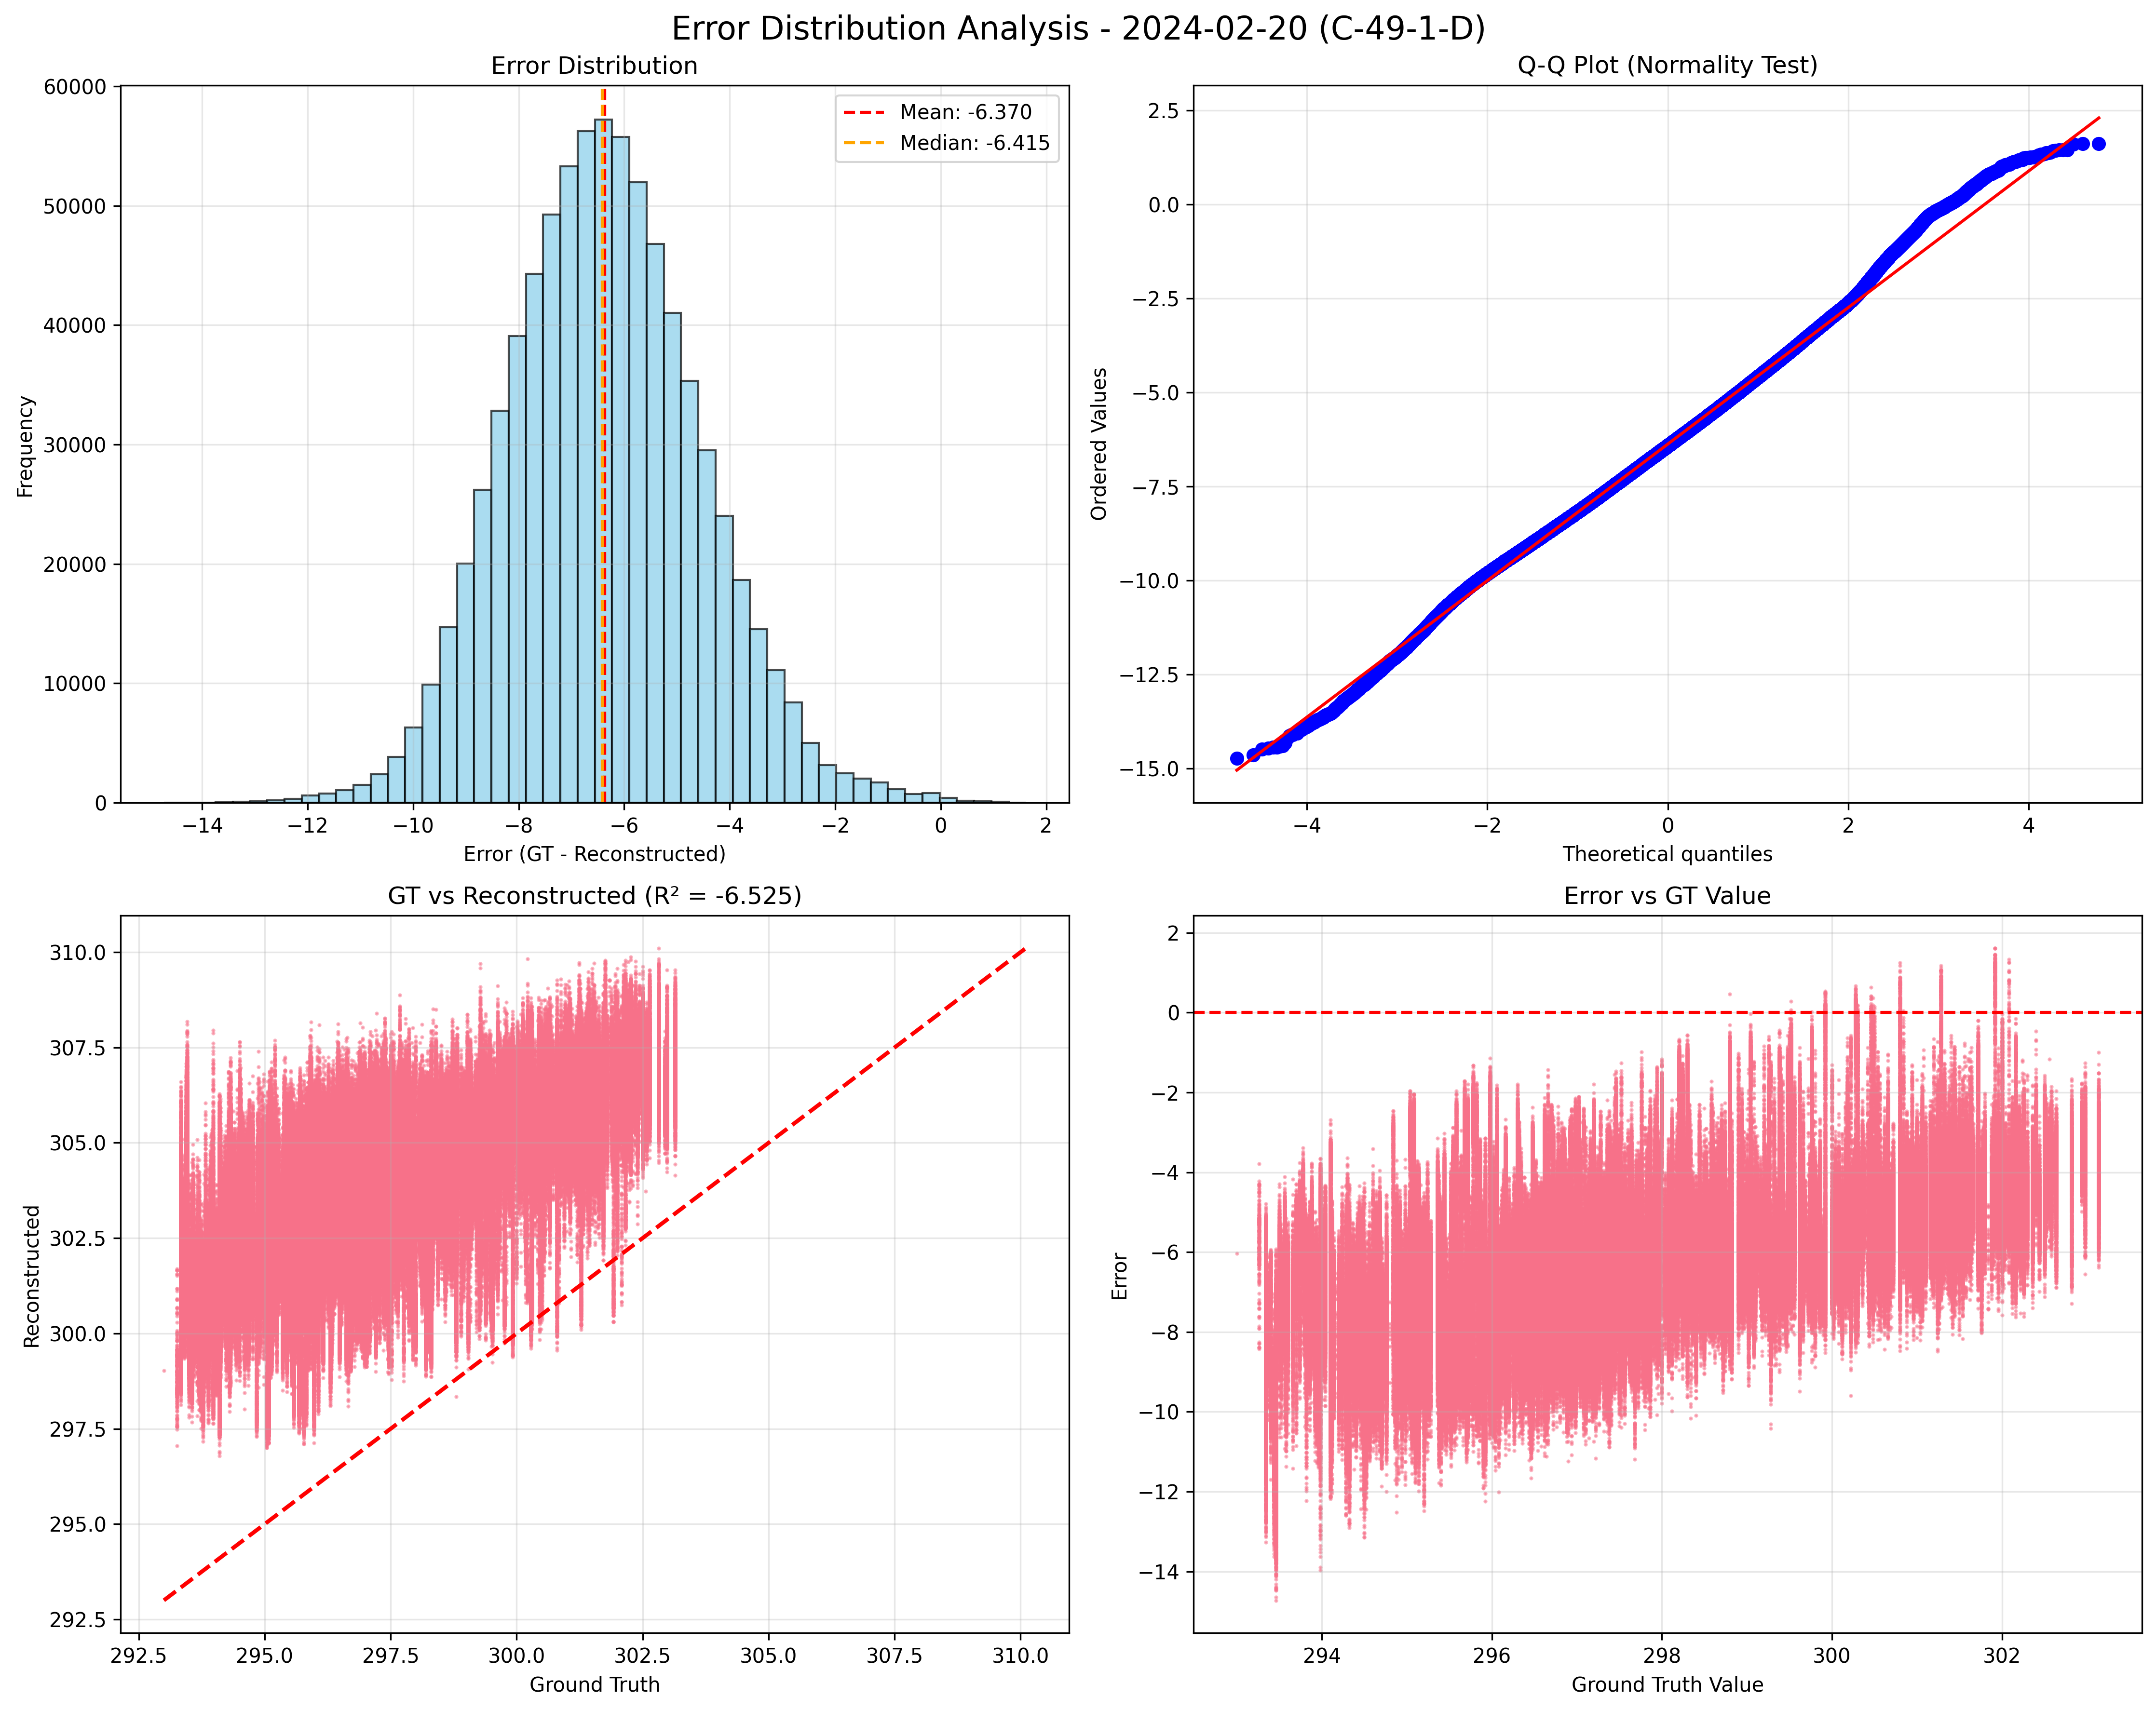 Error Distribution Analysis - 2024-02-20 (C-49-1-D)
Error Distribution
60000
50000
40000
30000
20000
10000
0
Frequency
Mean: -6.370
Median: -6.415
−14 −12 −10 −8 −6 −4 −2 0 2
Error (GT - Reconstructed)
Q-Q Plot (Normality Test)
2.5
0.0
−2.5
−5.0
−7.5
−10.0
−12.5
−15.0
Ordered Values
−4 −2 0 2 4
Theoretical quantiles
GT vs Reconstructed (R² = -6.525)
310.0
307.5
305.0
302.5
300.0
297.5
295.0
292.5
Reconstructed
292.5 295.0 297.5 300.0 302.5 305.0 307.5 310.0
Ground Truth
Error vs GT Value
2
0
−2
−4
−6
−8
−10
−12
−14
Error
294 296 298 300 302
Ground Truth Value